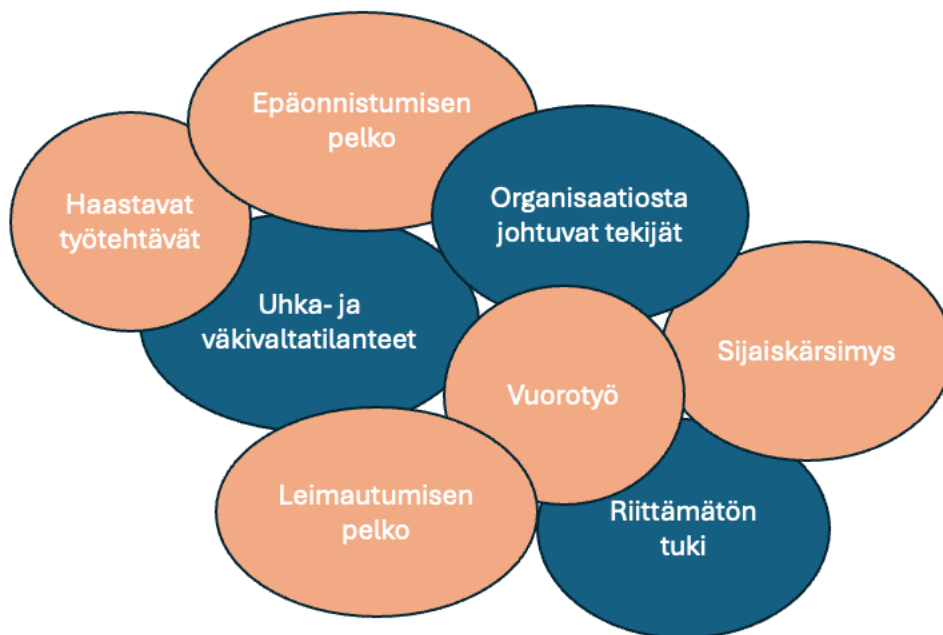 Epäonnistumisen
pelko
Haastavat
työtehtävät
Organisaatiosta
johtuvat tekijät
Uhka- ja
väkivaltatilanteet
Sijaiskärsimys
Vuorotyö
Leimautumisen
pelko
Riittämätön
tuki